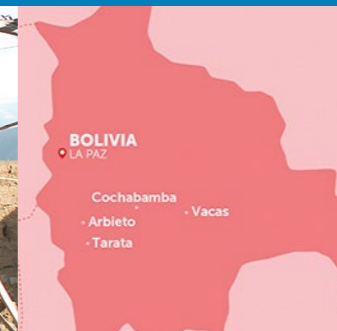 BOLIVIA
LA PAZ
Cochabamba
Vacas
Arbieto
Tarata